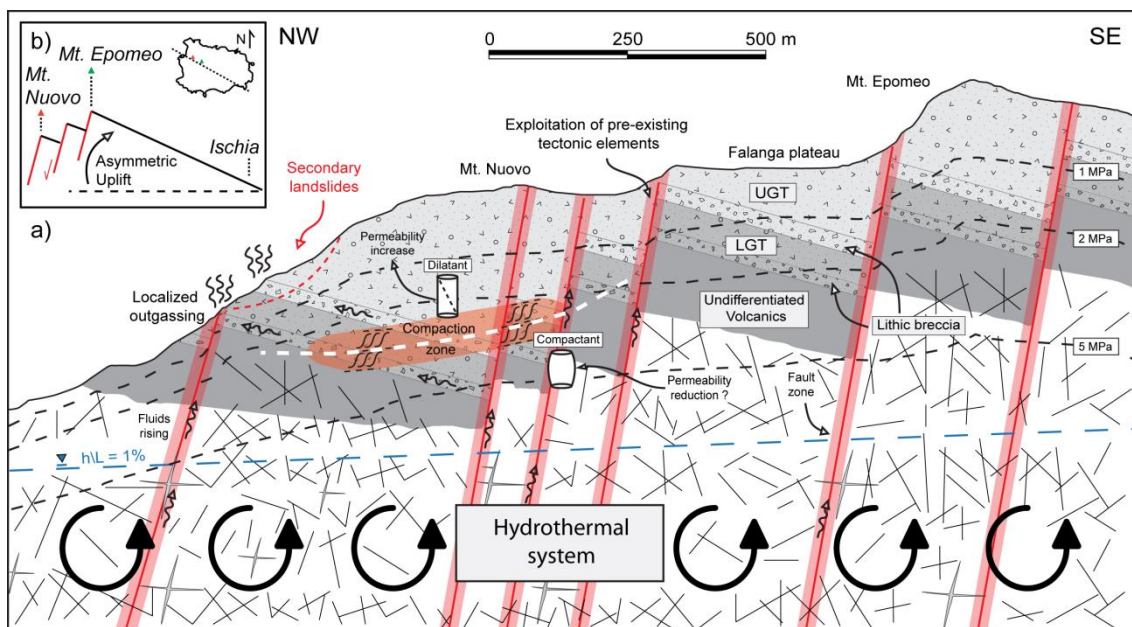 b)
Mt. Epomeo
N
Mt.
Nuovo
Asymmetric
Uplift
Ischia
NW
0
250
500 m
SE
Mt. Epomeo
Exploitation of pre-existing
tectonic elements
Falanga plateau
Mt. Nuovo
Secondary
landslides
1 MPa
UGT
a)
Permeability
increase
2 MPa
LGT
Dilatant
Localized
outgassing
Undifferentiated
Volcanics
Lithic breccia
Compaction
zone
Compactant
5 MPa
Permeability
reduction ?
Fault
zone
Fluids
rising
h\L = 1%
Hydrothermal
system